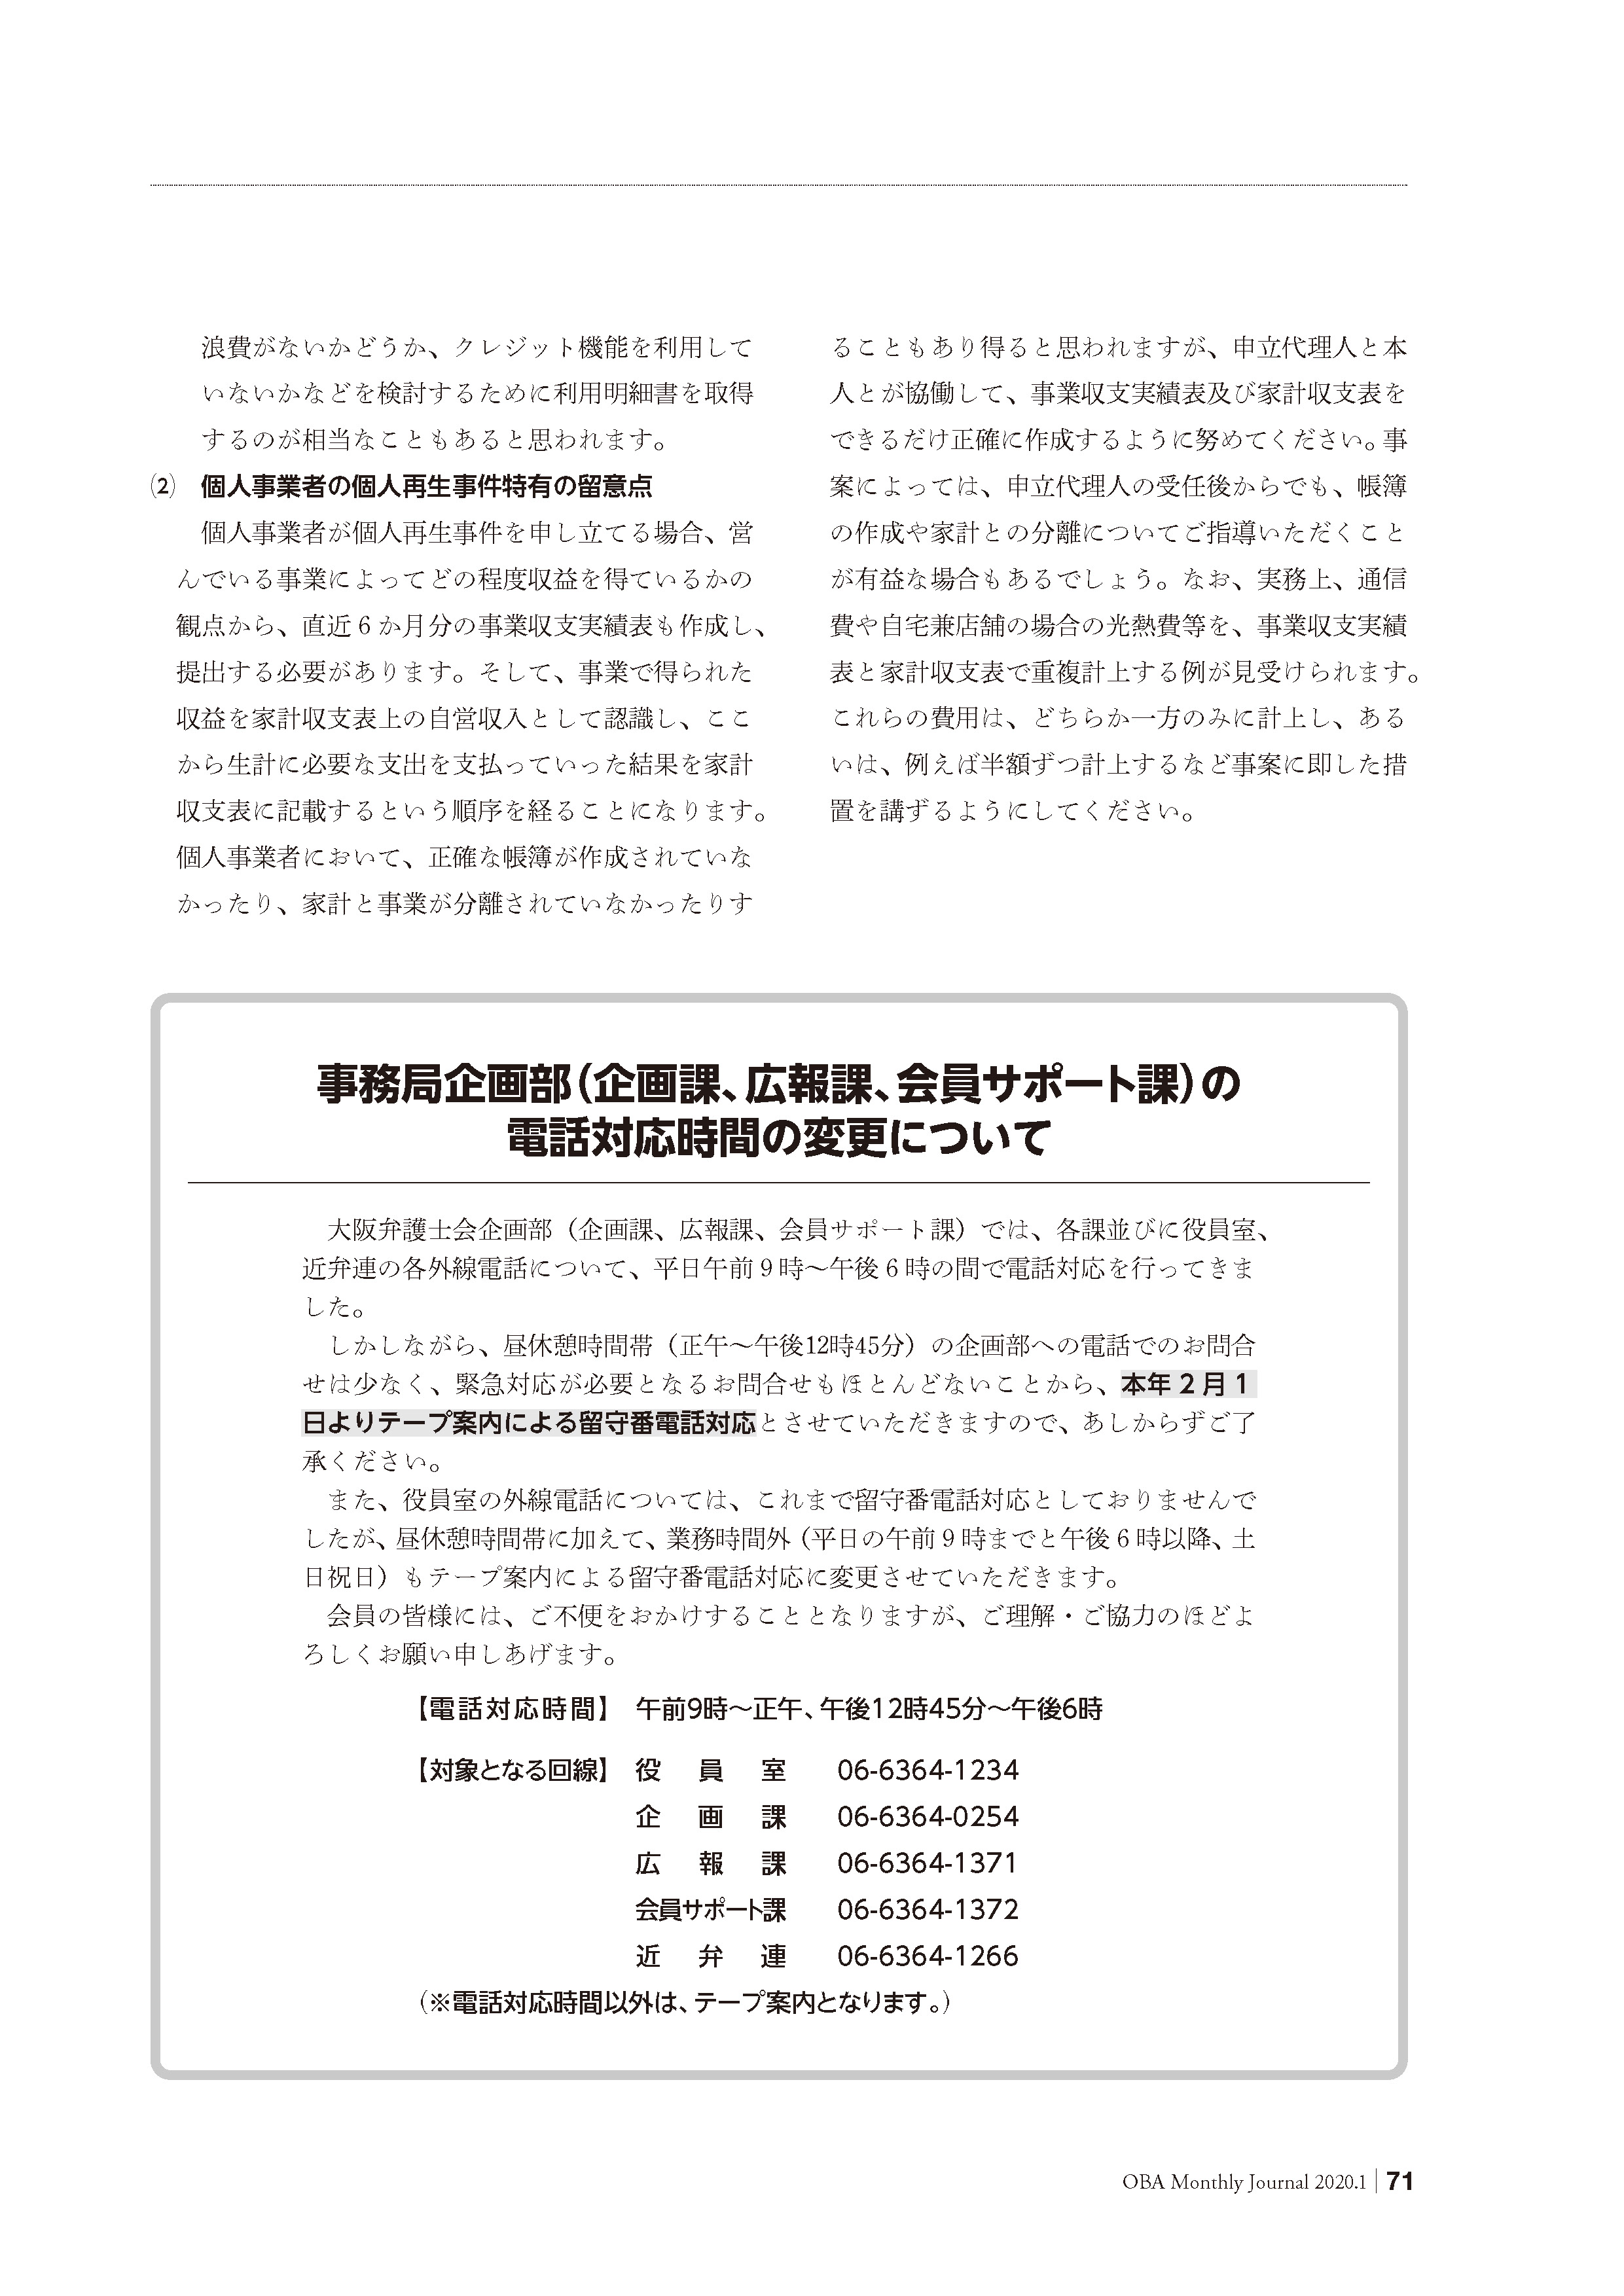 浪費がないかどうか、クレジット機能を利用して
いないかなどを検討するために利用明細書を取得
するのが相当なこともあると思われます。
⑵　個人事業者の個人再生事件特有の留意点
個人事業者が個人再生事件を申し立てる場合、営
んでいる事業によってどの程度収益を得ているかの
観点から、直近６か月分の事業収支実績表も作成し、
提出する必要があります。そして、事業で得られた
収益を家計収支表上の自営収入として認識し、ここ
から生計に必要な支出を支払っていった結果を家計
収支表に記載するという順序を経ることになります。
個人事業者において、正確な帳簿が作成されていな
かったり、家計と事業が分離されていなかったりす
ることもあり得ると思われますが、申立代理人と本
人とが協働して、事業収支実績表及び家計収支表を
できるだけ正確に作成するように努めてください。事
案によっては、申立代理人の受任後からでも、帳簿
の作成や家計との分離についてご指導いただくこと
が有益な場合もあるでしょう。なお、実務上、通信
費や自宅兼店舗の場合の光熱費等を、事業収支実績
表と家計収支表で重複計上する例が見受けられます。
これらの費用は、どちらか一方のみに計上し、ある
いは、例えば半額ずつ計上するなど事案に即した措
置を講ずるようにしてください。
事務局企画部（企画課、広報課、会員サポート課）の
電話対応時間の変更について
大阪弁護士会企画部（企画課、広報課、会員サポート課）では、各課並びに役員室、
近弁連の各外線電話について、平日午前９時～午後６時の間で電話対応を行ってきま
した。
しかしながら、昼休憩時間帯（正午～午後12時45分）の企画部への電話でのお問合
せは少なく、緊急対応が必要となるお問合せもほとんどないことから、本年２月１
日よりテープ案内による留守番電話対応とさせていただきますので、あしからずご了
承ください。
また、役員室の外線電話については、これまで留守番電話対応としておりませんで
したが、昼休憩時間帯に加えて、業務時間外（平日の午前９時までと午後６時以降、土
日祝日）もテープ案内による留守番電話対応に変更させていただきます。
会員の皆様には、ご不便をおかけすることとなりますが、ご理解・ご協力のほどよ
ろしくお願い申しあげます。
【電話対応時間】　午前9時～正午、午後12時45分～午後6時
【対象となる回線】　役員室　06-6364-1234
企画課　06-6364-0254
広報課　06-6364-1371
会員サポート課　06-6364-1372
近弁連　06-6364-1266
（※電話対応時間以外は、テープ案内となります。）
OBA Monthly Journal 2020.1 | 71